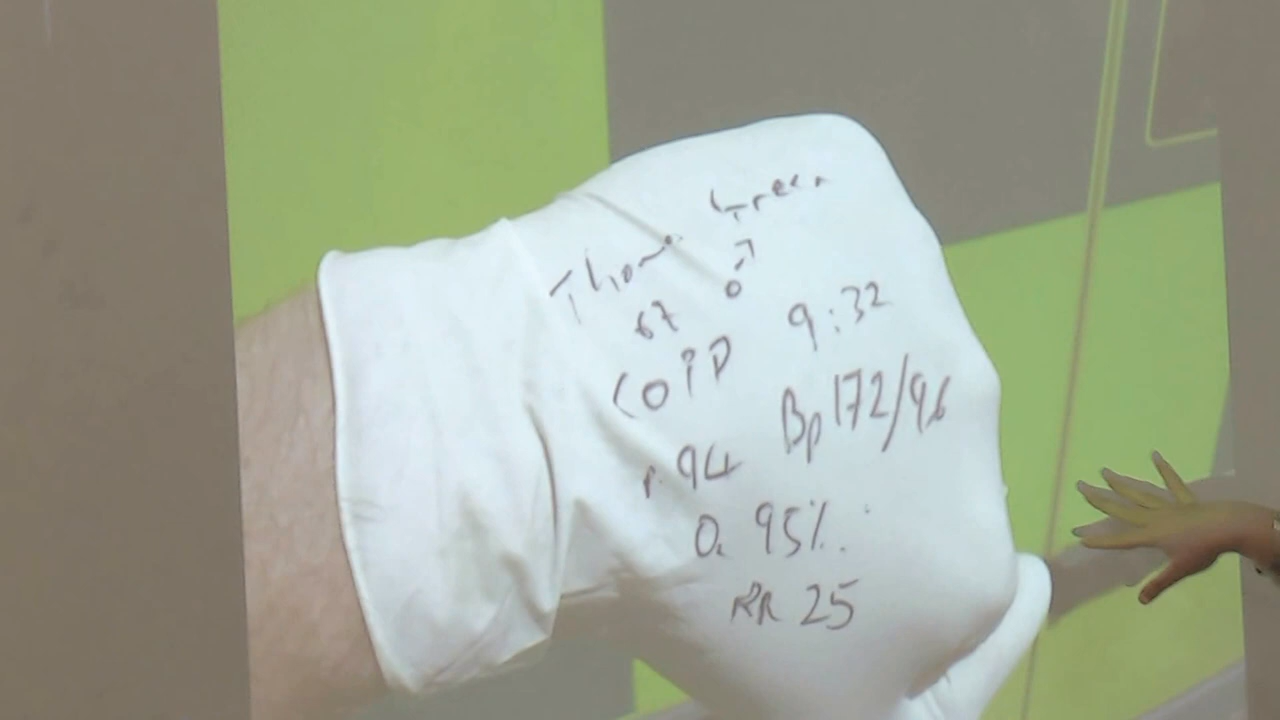 Thomas Green
67 ♂
COPD 9:32
P. 94 Bp 172/96
O₂ 95%
RR 25